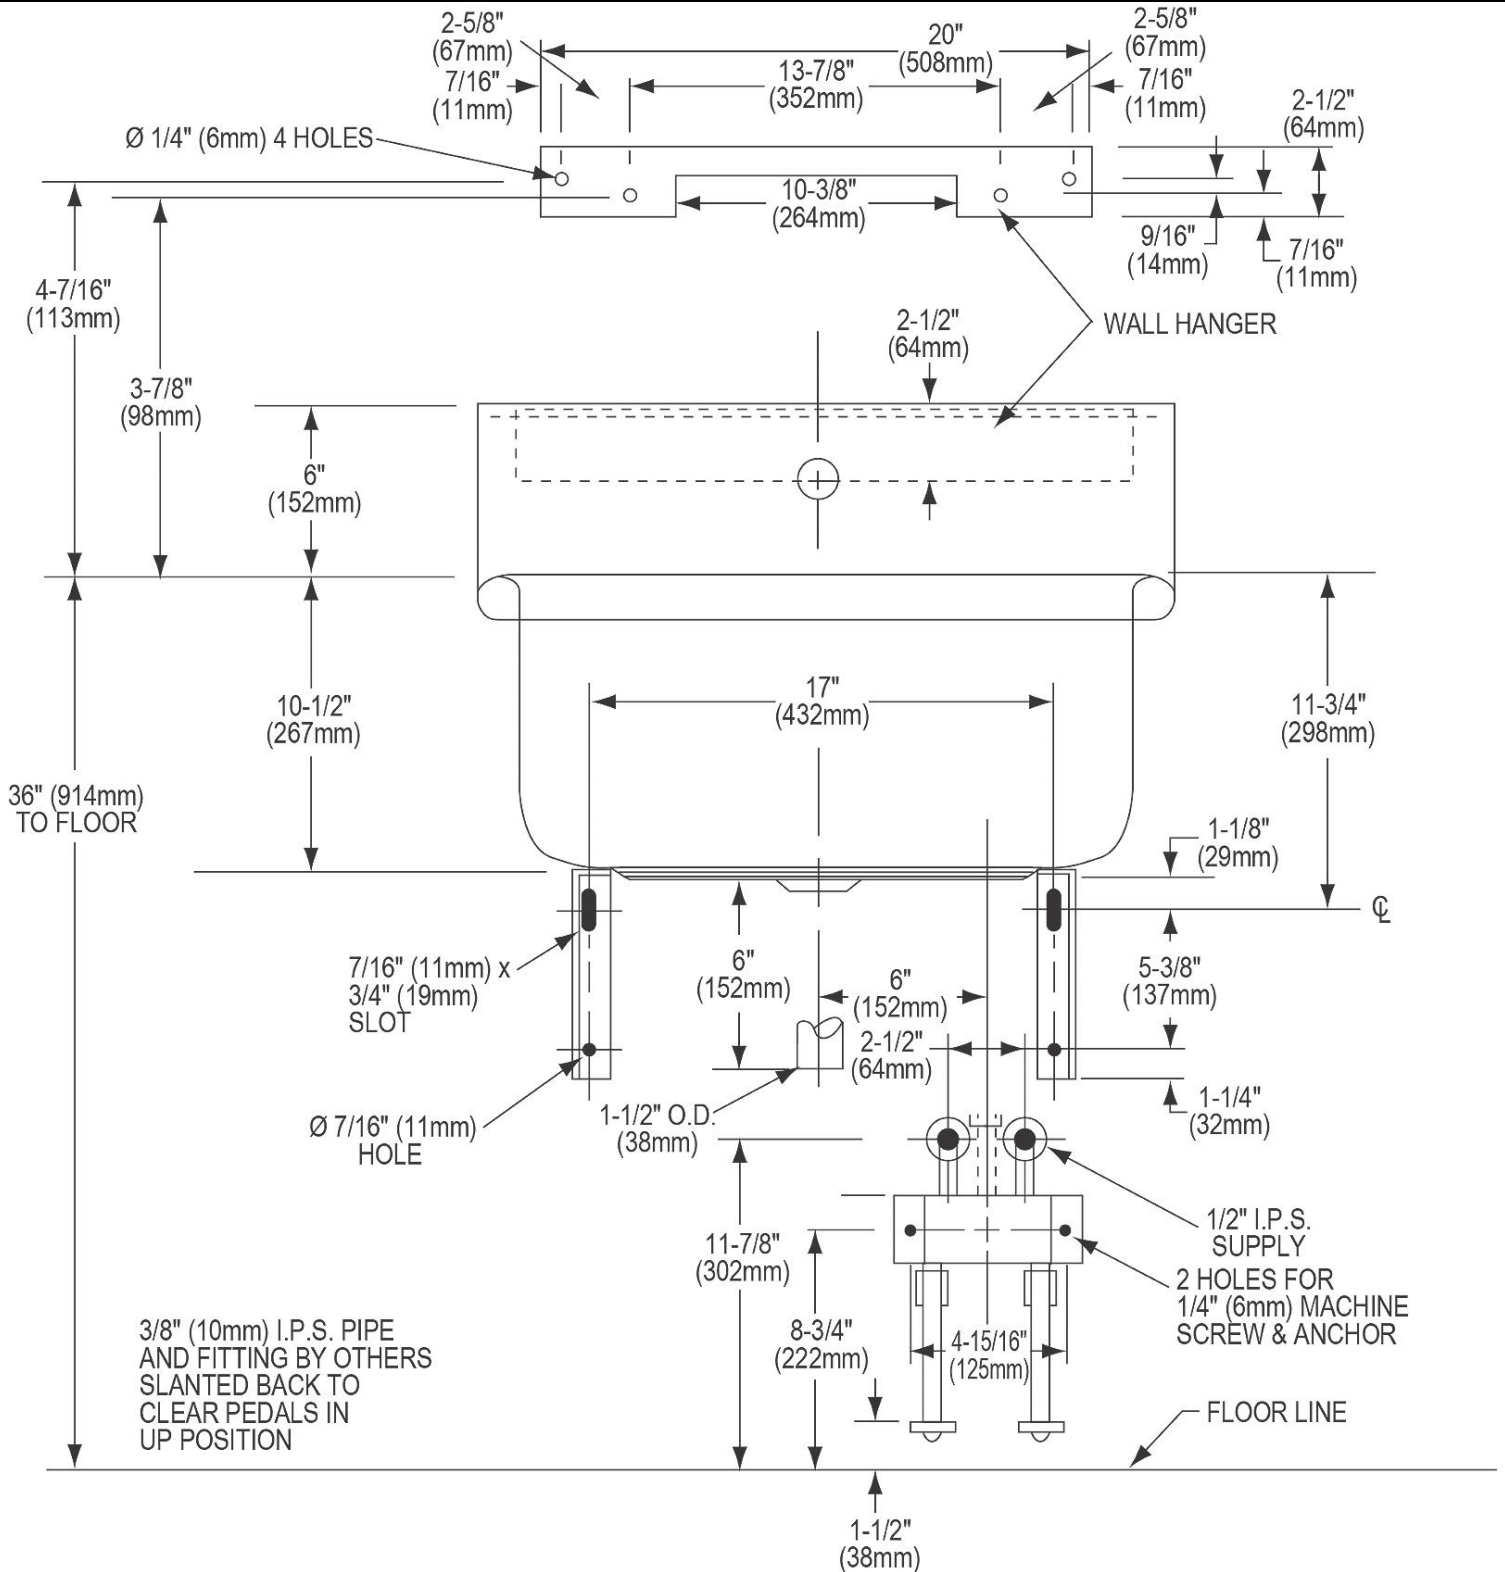 2-5/8"
(67mm)
20"
(508mm)
2-5/8"
(67mm)
7/16"
(11mm)
13-7/8"
(352mm)
7/16"
(11mm)
2-1/2"
(64mm)
Ø 1/4" (6mm) 4 HOLES
10-3/8"
(264mm)
9/16"
(14mm)
7/16"
(11mm)
4-7/16"
(113mm)
2-1/2"
(64mm)
WALL HANGER
3-7/8"
(98mm)
6"
(152mm)
10-1/2"
(267mm)
17"
(432mm)
11-3/4"
(298mm)
36" (914mm)
TO FLOOR
1-1/8"
(29mm)
CL
7/16" (11mm) x
3/4" (19mm)
SLOT
6"
(152mm)
6"
(152mm)
5-3/8"
(137mm)
2-1/2"
(64mm)
Ø 7/16" (11mm)
HOLE
1-1/2" O.D.
(38mm)
1-1/4"
(32mm)
11-7/8"
(302mm)
1/2" I.P.S.
SUPPLY
2 HOLES FOR
1/4" (6mm) MACHINE
SCREW & ANCHOR
8-3/4"
(222mm)
4-15/16"
(125mm)
3/8" (10mm) I.P.S. PIPE
AND FITTING BY OTHERS
SLANTED BACK TO
CLEAR PEDALS IN
UP POSITION
FLOOR LINE
1-1/2"
(38mm)